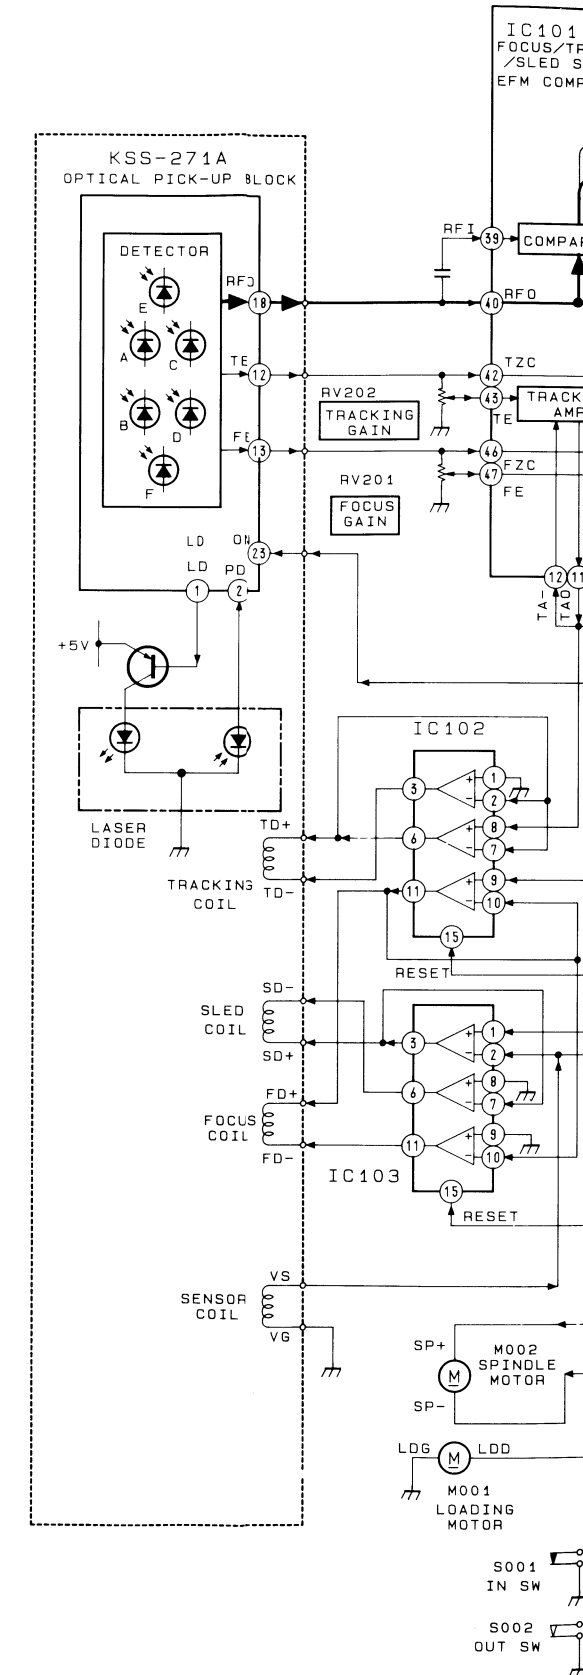 IC101
FOCUS/TR
/SLED S
EFM COMP
KSS-271A
OPTICAL PICK-UP BLOCK
DETECTOR
E
A
C
B
D
F
RFO
18
TE
12
FE
13
LD ON
23
LD
1
PD
2
RFI
39
COMPAR
40
RFO
42
TZC
43
TE
TRACK
AMP
46
FZC
47
FE
12
11
TA-
TAO
RV202
TRACKING
GAIN
RV201
FOCUS
GAIN
+5V
LASER
DIODE
IC102
3
1
2
6
8
7
11
9
10
15
RESET
TD+
TRACKING
COIL
TD-
SD-
SLED
COIL
SD+
FD+
FOCUS
COIL
FD-
3
1
2
6
8
7
11
9
10
IC103
15
RESET
VS
SENSOR
COIL
VG
SP+
M
M002
SPINDLE
MOTOR
SP-
LDG
M
LDD
M001
LOADING
MOTOR
S001
IN SW
S002
OUT SW